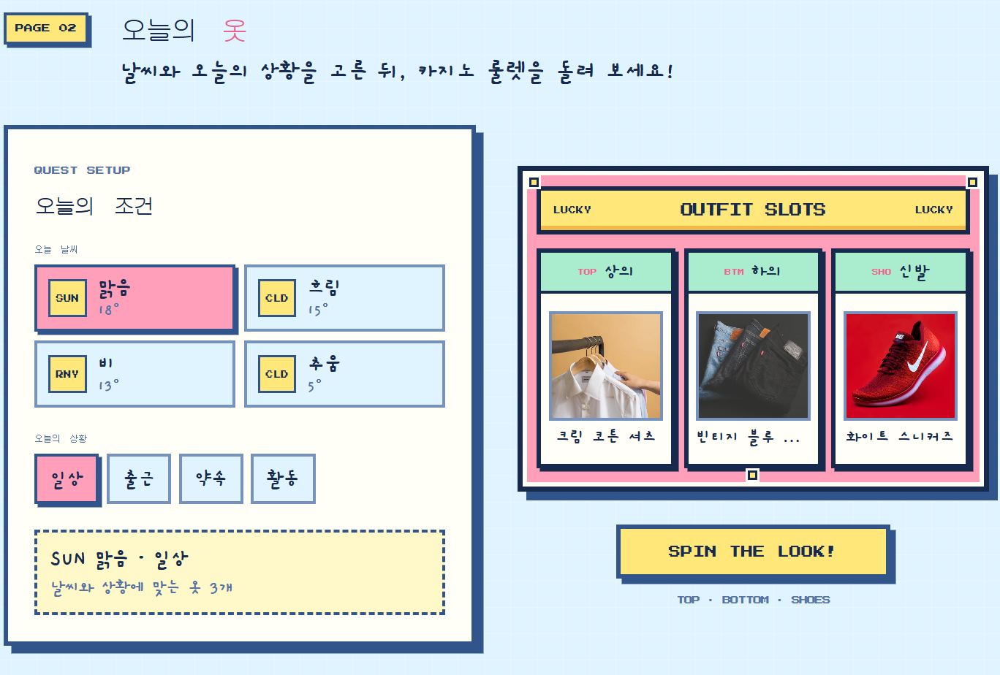 PAGE 02
오늘의 옷
날씨와 오늘의 상황을 고른 뒤, 카지노 룰렛을 돌려 보세요!
QUEST SETUP
오늘의 조건
오늘 날씨
SUN 맑음 18°
CLD 흐림 15°
RNY 비 13°
CLD 추움 5°
오늘의 상황
일상 출근 약속 활동
SUN 맑음 · 일상
날씨와 상황에 맞는 옷 3개
LUCKY OUTFIT SLOTS LUCKY
TOP 상의
BTM 하의
SHO 신발
크림 코튼 셔츠
빈티지 블루 ...
화이트 스니커즈
SPIN THE LOOK!
TOP · BOTTOM · SHOES